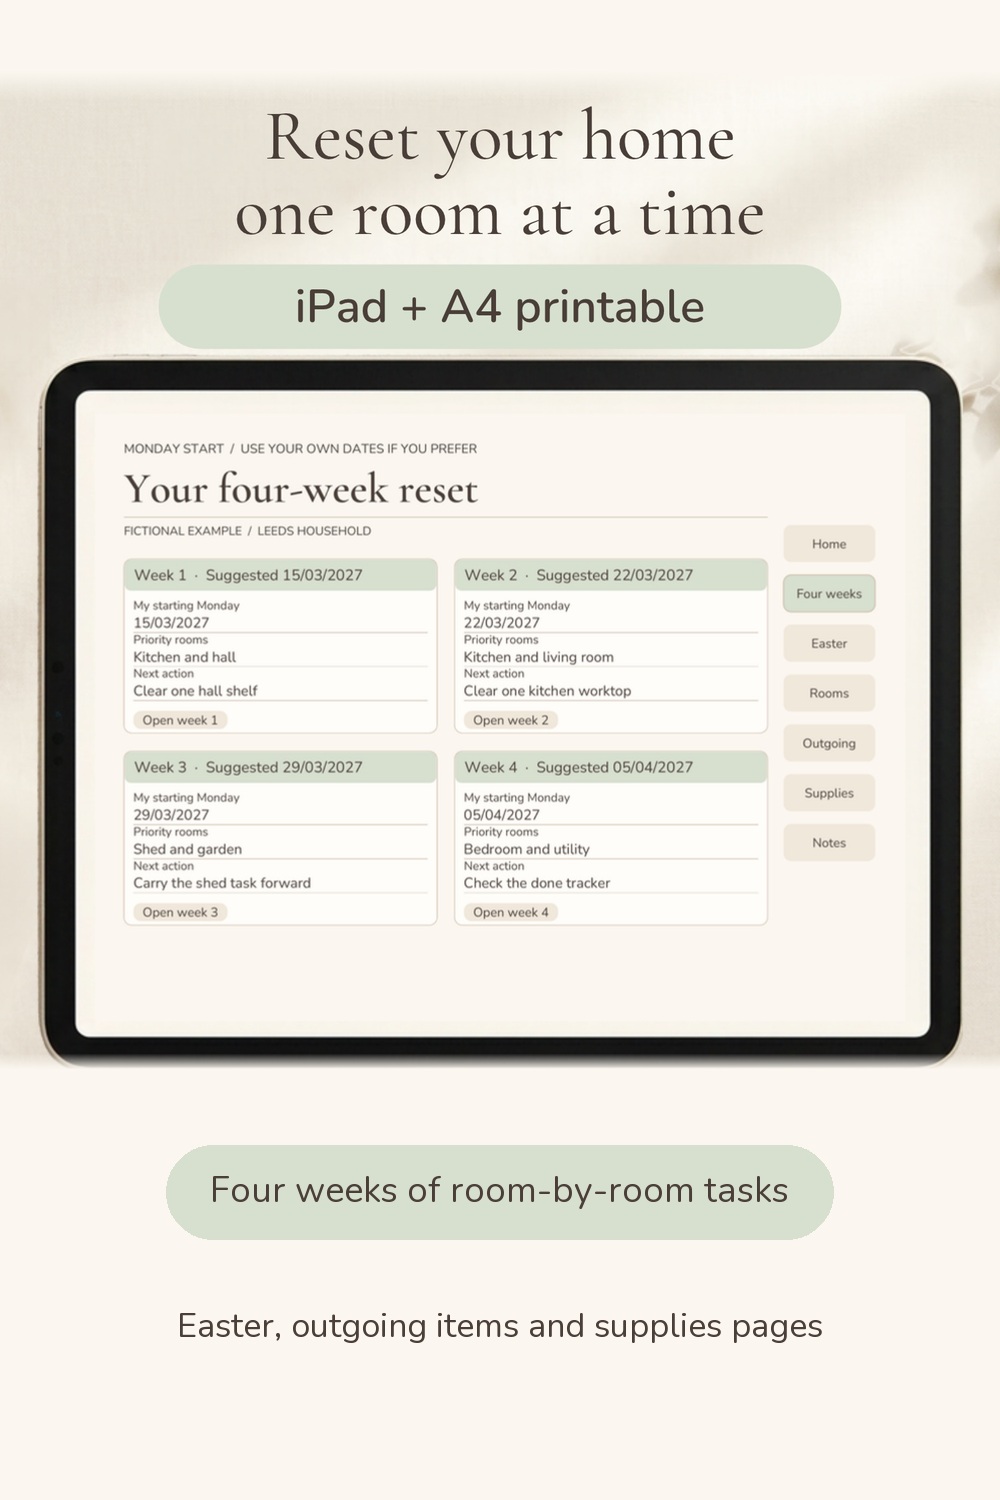 Reset your home
one room at a time
iPad + A4 printable
MONDAY START / USE YOUR OWN DATES IF YOU PREFER
Your four-week reset
FICTIONAL EXAMPLE / LEEDS HOUSEHOLD
Week 1 · Suggested 15/03/2027
My starting Monday
15/03/2027
Priority rooms
Kitchen and hall
Next action
Clear one hall shelf
Open week 1
Week 2 · Suggested 22/03/2027
My starting Monday
22/03/2027
Priority rooms
Kitchen and living room
Next action
Clear one kitchen worktop
Open week 2
Week 3 · Suggested 29/03/2027
My starting Monday
29/03/2027
Priority rooms
Shed and garden
Next action
Carry the shed task forward
Open week 3
Week 4 · Suggested 05/04/2027
My starting Monday
05/04/2027
Priority rooms
Bedroom and utility
Next action
Check the done tracker
Open week 4
Home
Four weeks
Easter
Rooms
Outgoing
Supplies
Notes
Four weeks of room-by-room tasks
Easter, outgoing items and supplies pages